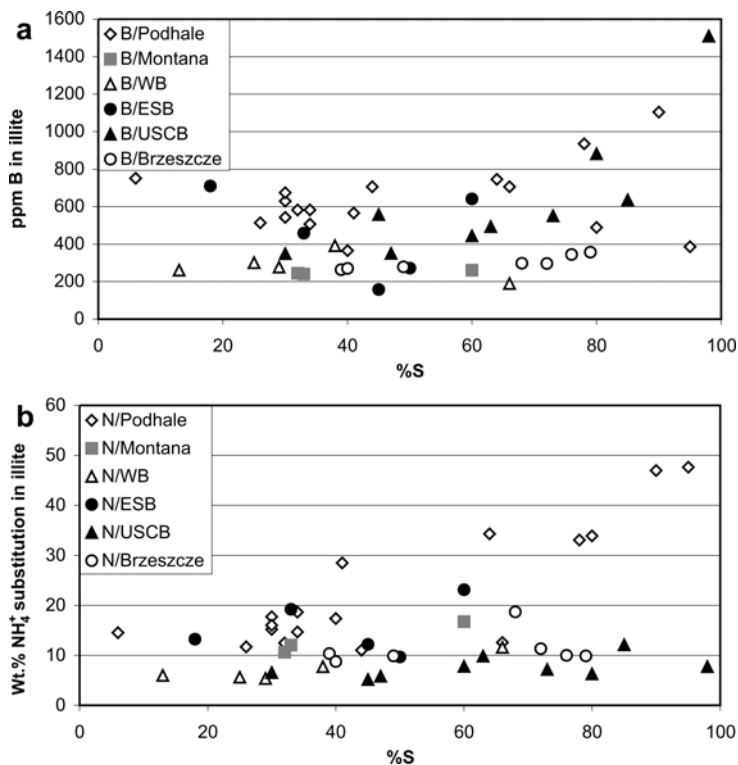 a
ppm B in illite
1600
1400
1200
1000
800
600
400
200
0
B/Podhale
B/Montana
B/WB
B/ESB
B/USCB
B/Brzeszcze
0 20 40 60 80 100
%S
b
Wt.% NH₄⁺ substitution in illite
60
50
40
30
20
10
0
N/Podhale
N/Montana
N/WB
N/ESB
N/USCB
N/Brzeszcze
0 20 40 60 80 100
%S